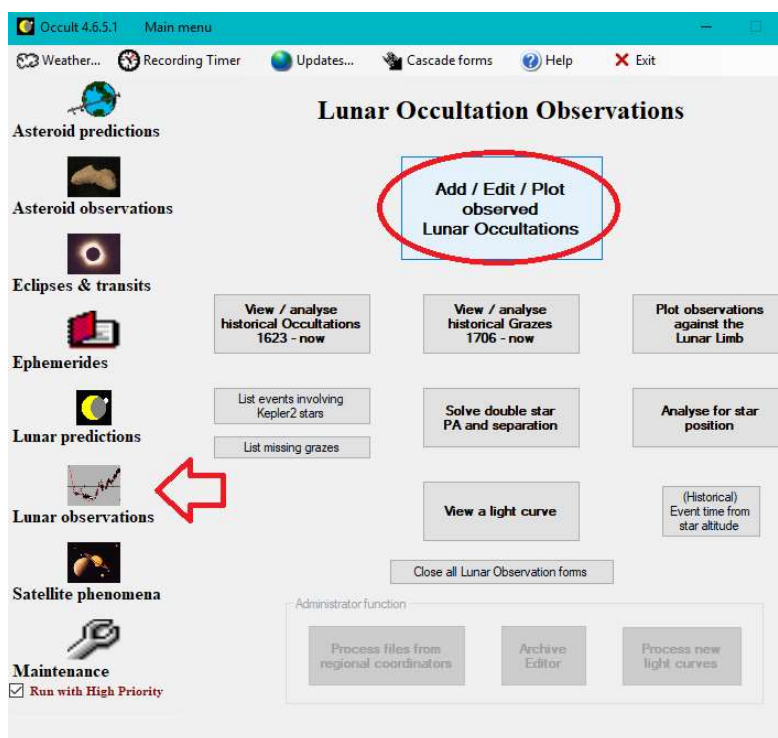 Occult 4.6.5.1 Main menu
Weather... Recording Timer Updates... Cascade forms Help Exit
Asteroid predictions
Asteroid observations
Eclipses & transits
Ephemerides
Lunar predictions
Lunar observations
Satellite phenomena
Maintenance
Run with High Priority
Lunar Occultation Observations
Add / Edit / Plot
observed
Lunar Occultations
View / analyse
historical Occultations
1623 - now
View / analyse
historical Grazes
1706 - now
Plot observations
against the
Lunar Limb
List events involving
Kepler2 stars
List missing grazes
Solve double star
PA and separation
Analyse for star
position
View a light curve
(Historical)
Event time from
star altitude
Close all Lunar Observation forms
Administrator function
Process files from
regional coordinators
Archive
Editor
Process new
light curves